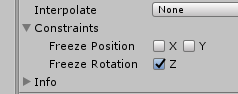 Interpolate None
Constraints
Freeze Position X Y
Freeze Rotation Z
Info